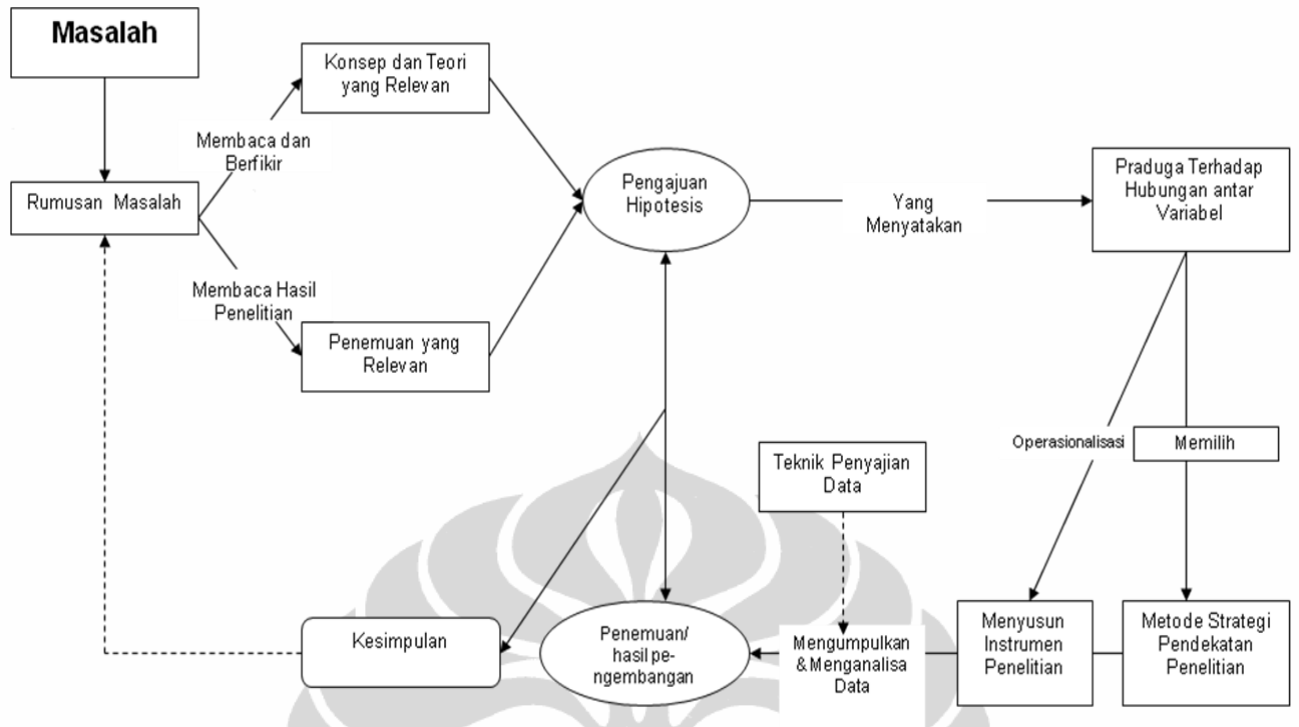 Masalah
Rumusan Masalah
Membaca dan
Berfikir
Konsep dan Teori
yang Relevan
Membaca Hasil
Penelitian
Penemuan yang
Relevan
Pengajuan
Hipotesis
Yang
Menyatakan
Praduga Terhadap
Hubungan antar
Variabel
Operasionalisasi
Memilih
Teknik Penyajian
Data
Kesimpulan
Penemuan/
hasil pe-
ngembangan
Mengumpulkan
& Menganalisa
Data
Menyusun
Instrumen
Penelitian
Metode Strategi
Pendekatan
Penelitian